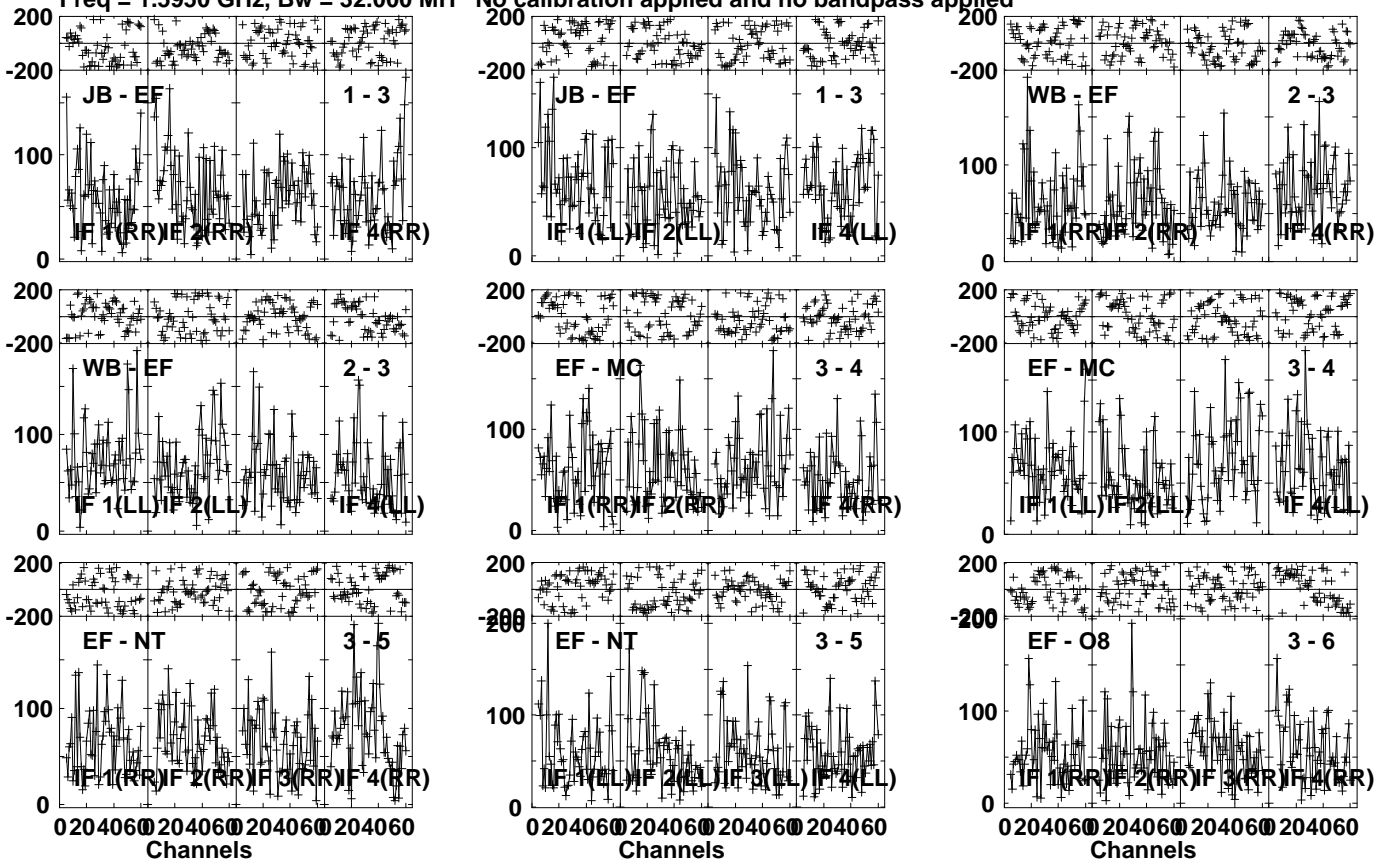 Freq = 1.5950 GHz, Bw = 32.000 MH No calibration applied and no bandpass applied
200
-200
JB - EF 1 - 3
100
IF 1(RR) IF 2(RR) IF 4(RR)
0
JB - EF 1 - 3
100
IF 1(LL) IF 2(LL) IF 4(LL)
0
200
-200
WB - EF 2 - 3
100
IF 1(RR) IF 2(RR) IF 4(RR)
0
200
-200
WB - EF 2 - 3
100
IF 1(LL) IF 2(LL) IF 4(LL)
0
200
-200
EF - MC 3 - 4
100
IF 1(RR) IF 2(RR) IF 4(RR)
0
200
-200
EF - MC 3 - 4
100
IF 1(LL) IF 2(LL) IF 4(LL)
0
200
-200
EF - NT 3 - 5
100
IF 1(RR) IF 2(RR) IF 3(RR) IF 4(RR)
0
0 20 40 60 0 20 40 60 0 20 40 60 0 20 40 60
Channels
200
-200
200
EF - NT 3 - 5
100
IF 1(LL) IF 2(LL) IF 3(LL) IF 4(LL)
0
0 20 40 60 0 20 40 60 0 20 40 60 0 20 40 60
Channels
200
-200
200
EF - O8 3 - 6
100
IF 1(RR) IF 2(RR) IF 3(RR) IF 4(RR)
0
0 20 40 60 0 20 40 60 0 20 40 60 0 20 40 60
Channels